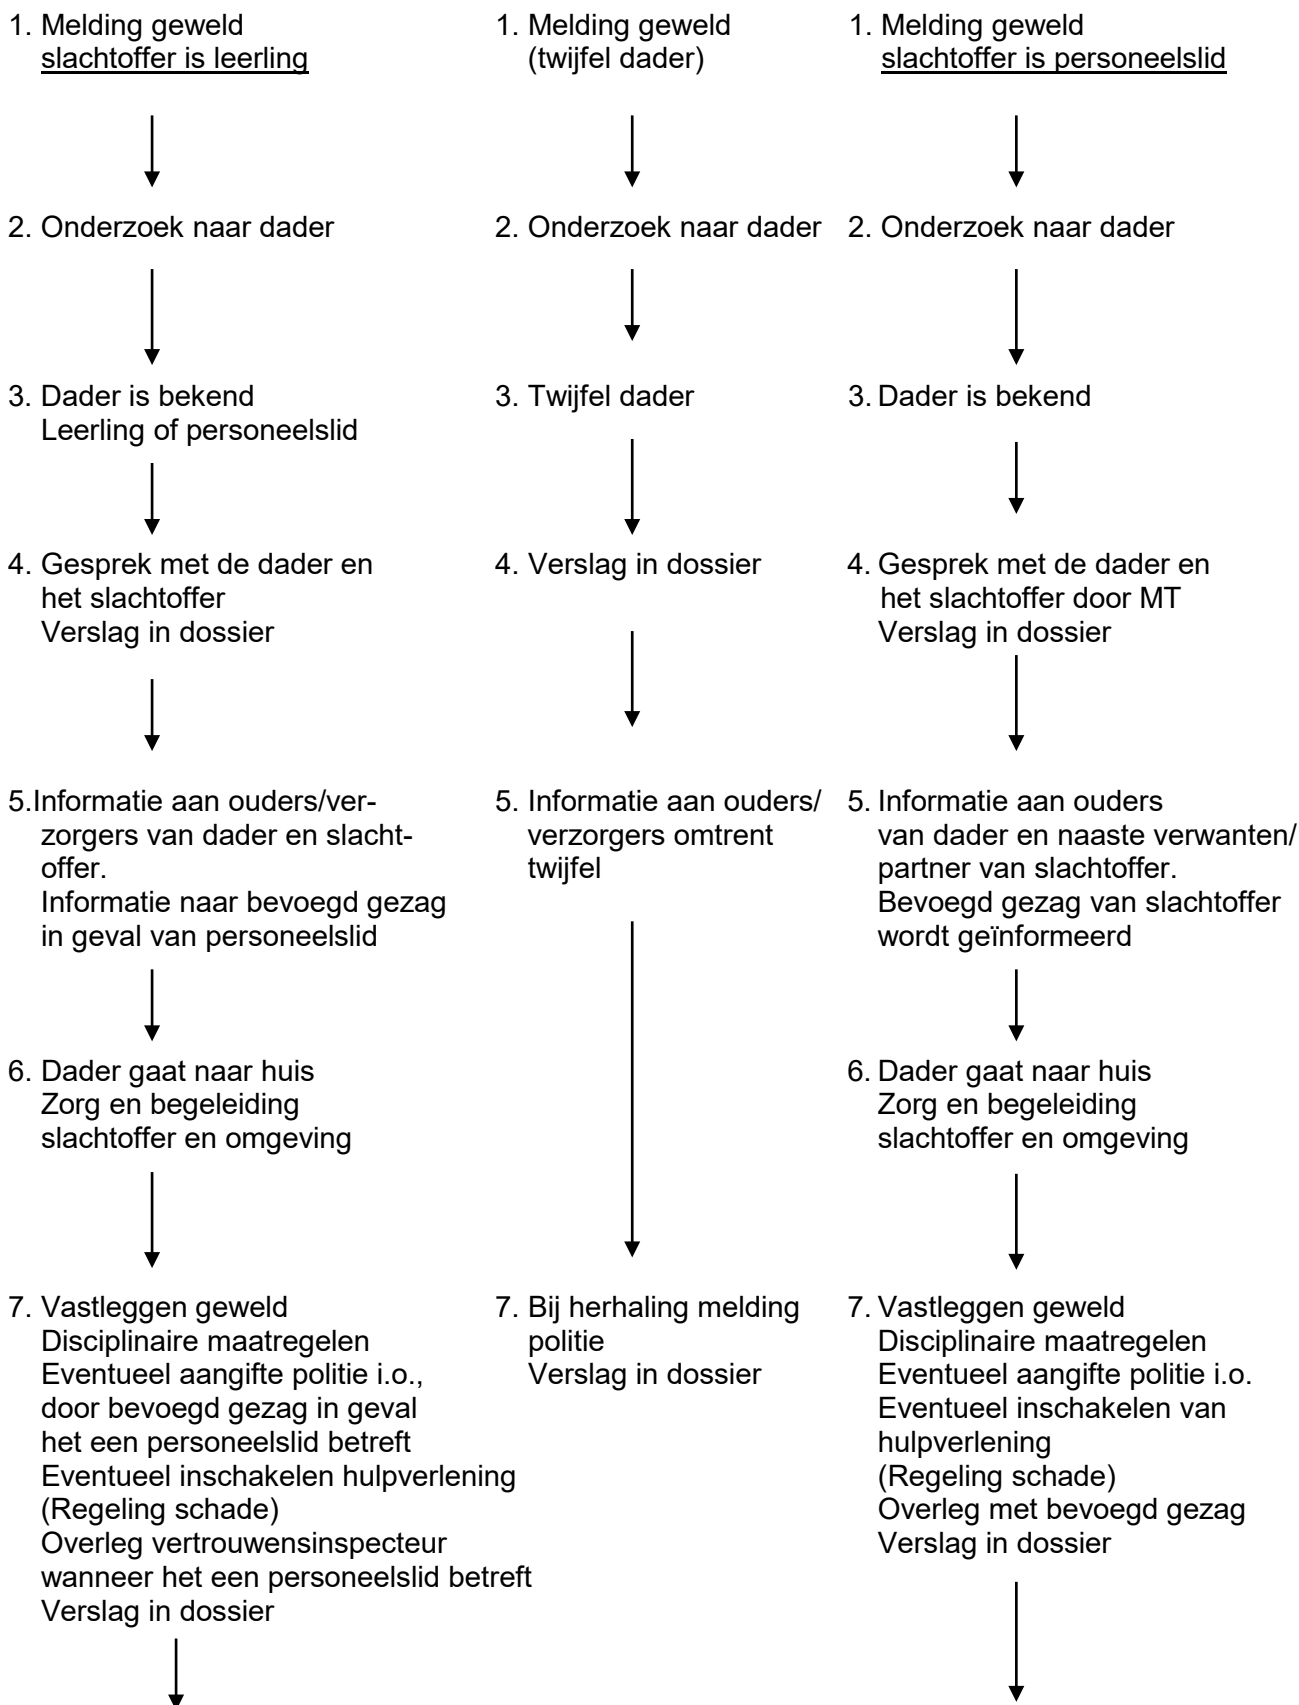 1. Melding geweld
slachtoffer is leerling
2. Onderzoek naar dader
3. Dader is bekend
Leerling of personeelslid
4. Gesprek met de dader en
het slachtoffer
Verslag in dossier
5.Informatie aan ouders/ver-
zorgers van dader en slacht-
offer.
Informatie naar bevoegd gezag
in geval van personeelslid
6. Dader gaat naar huis
Zorg en begeleiding
slachtoffer en omgeving
7. Vastleggen geweld
Disciplinaire maatregelen
Eventueel aangifte politie i.o.,
door bevoegd gezag in geval
het een personeelslid betreft
Eventueel inschakelen hulpverlening
(Regeling schade)
Overleg vertrouwensinspecteur
wanneer het een personeelslid betreft
Verslag in dossier
1. Melding geweld
(twijfel dader)
2. Onderzoek naar dader
3. Twijfel dader
4. Verslag in dossier
5. Informatie aan ouders/
verzorgers omtrent
twijfel
7. Bij herhaling melding
politie
Verslag in dossier
1. Melding geweld
slachtoffer is personeelslid
2. Onderzoek naar dader
3. Dader is bekend
4. Gesprek met de dader en
het slachtoffer door MT
Verslag in dossier
5. Informatie aan ouders
van dader en naaste verwanten/
partner van slachtoffer.
Bevoegd gezag van slachtoffer
wordt geïnformeerd
6. Dader gaat naar huis
Zorg en begeleiding
slachtoffer en omgeving
7. Vastleggen geweld
Disciplinaire maatregelen
Eventueel aangifte politie i.o.
Eventueel inschakelen van
hulpverlening
(Regeling schade)
Overleg met bevoegd gezag
Verslag in dossier